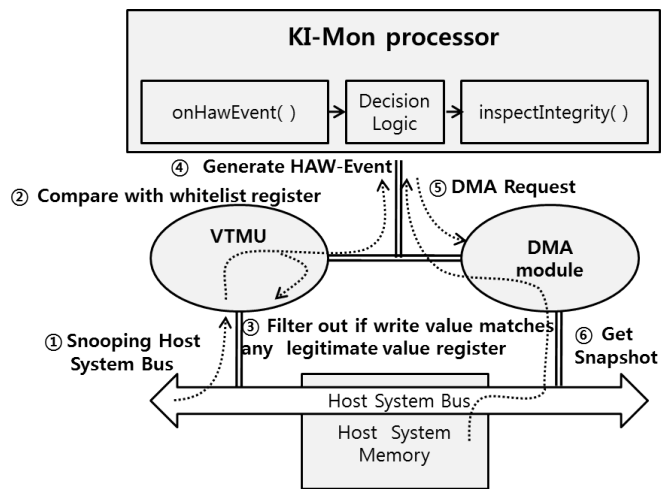 KI-Mon processor
onHawEvent( )
Decision
Logic
inspectIntegrity( )
④ Generate HAW-Event
⑤ DMA Request
② Compare with whitelist register
VTMU
DMA
module
① Snooping Host
System Bus
③ Filter out if write value matches
any legitimate value register
⑥ Get
Snapshot
Host System Bus
Host System
Memory